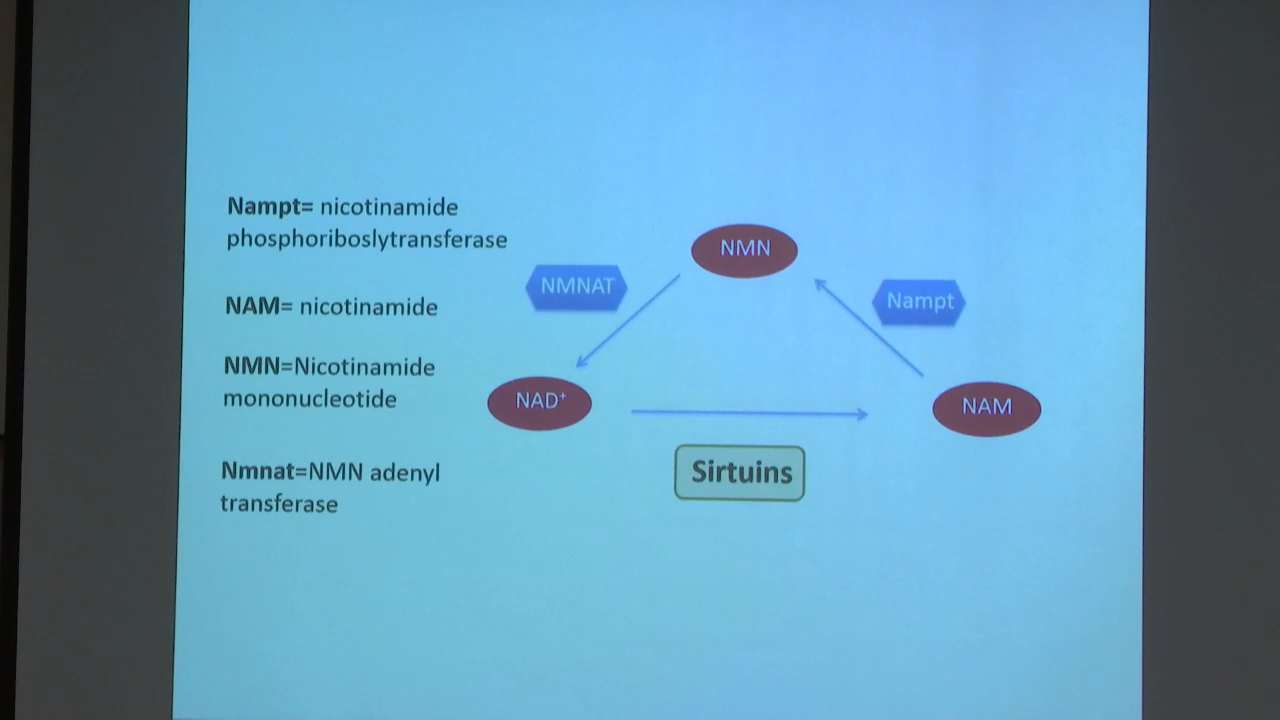 Nampt= nicotinamide
phosphoriboslytransferase
NAM= nicotinamide
NMN=Nicotinamide
mononucleotide
Nmnat=NMN adenyl
transferase
NMN
NMNAT
Nampt
NAD⁺
NAM
Sirtuins